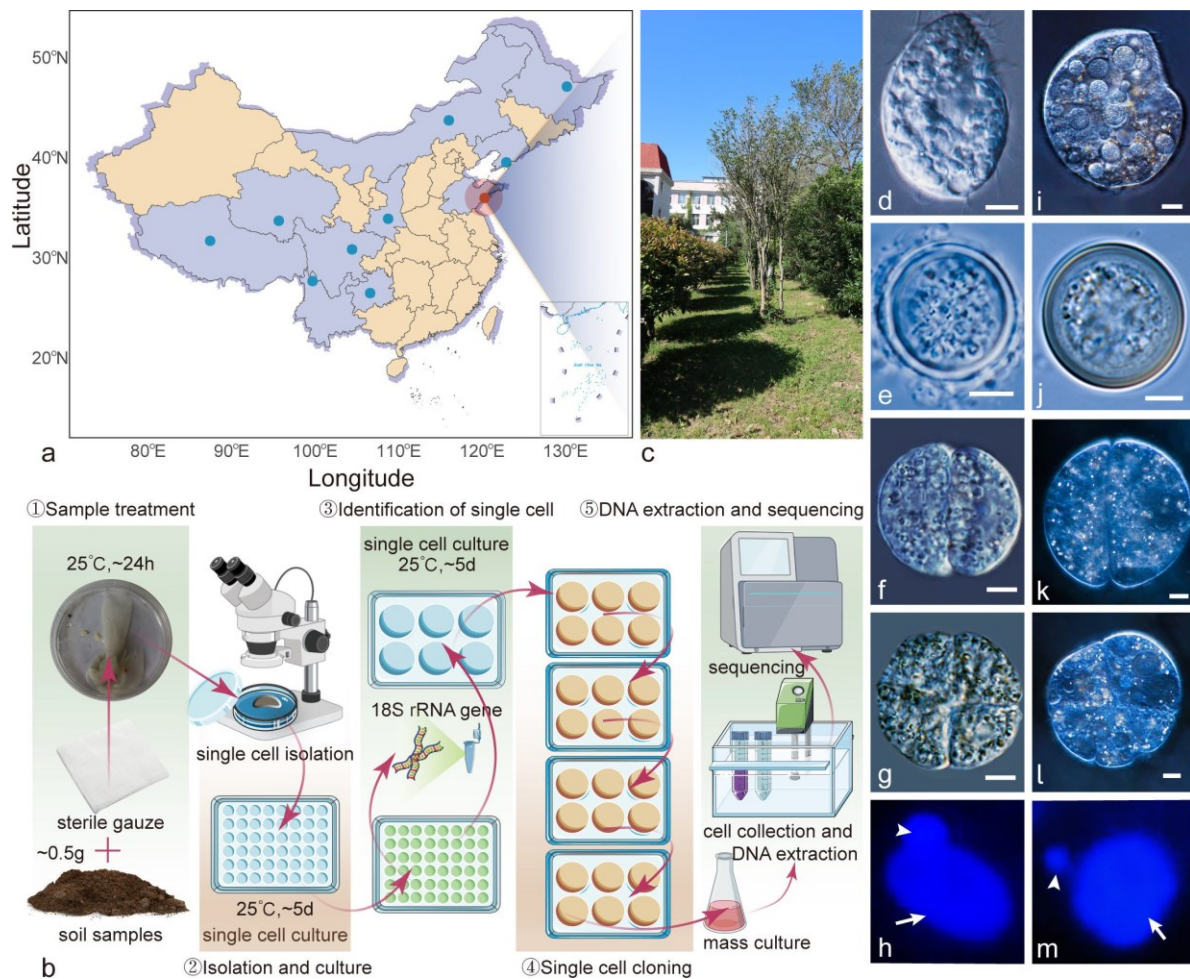 50°N
40°N
30°N
20°N
Latitude
80°E
90°E
100°E
110°E
120°E
130°E
Longitude
a
c
①Sample treatment
25°C,~24h
sterile gauze
~0.5g
soil samples
single cell isolation
25°C,~5d
single cell culture
②Isolation and culture
③Identification of single cell
single cell culture
25°C,~5d
18S rRNA gene
④Single cell cloning
⑤DNA extraction and sequencing
sequencing
cell collection and
DNA extraction
mass culture
b
d
e
f
g
h
i
j
k
l
m